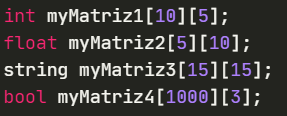 int myMatriz1[10][5];
float myMatriz2[5][10];
string myMatriz3[15][15];
bool myMatriz4[1000][3];